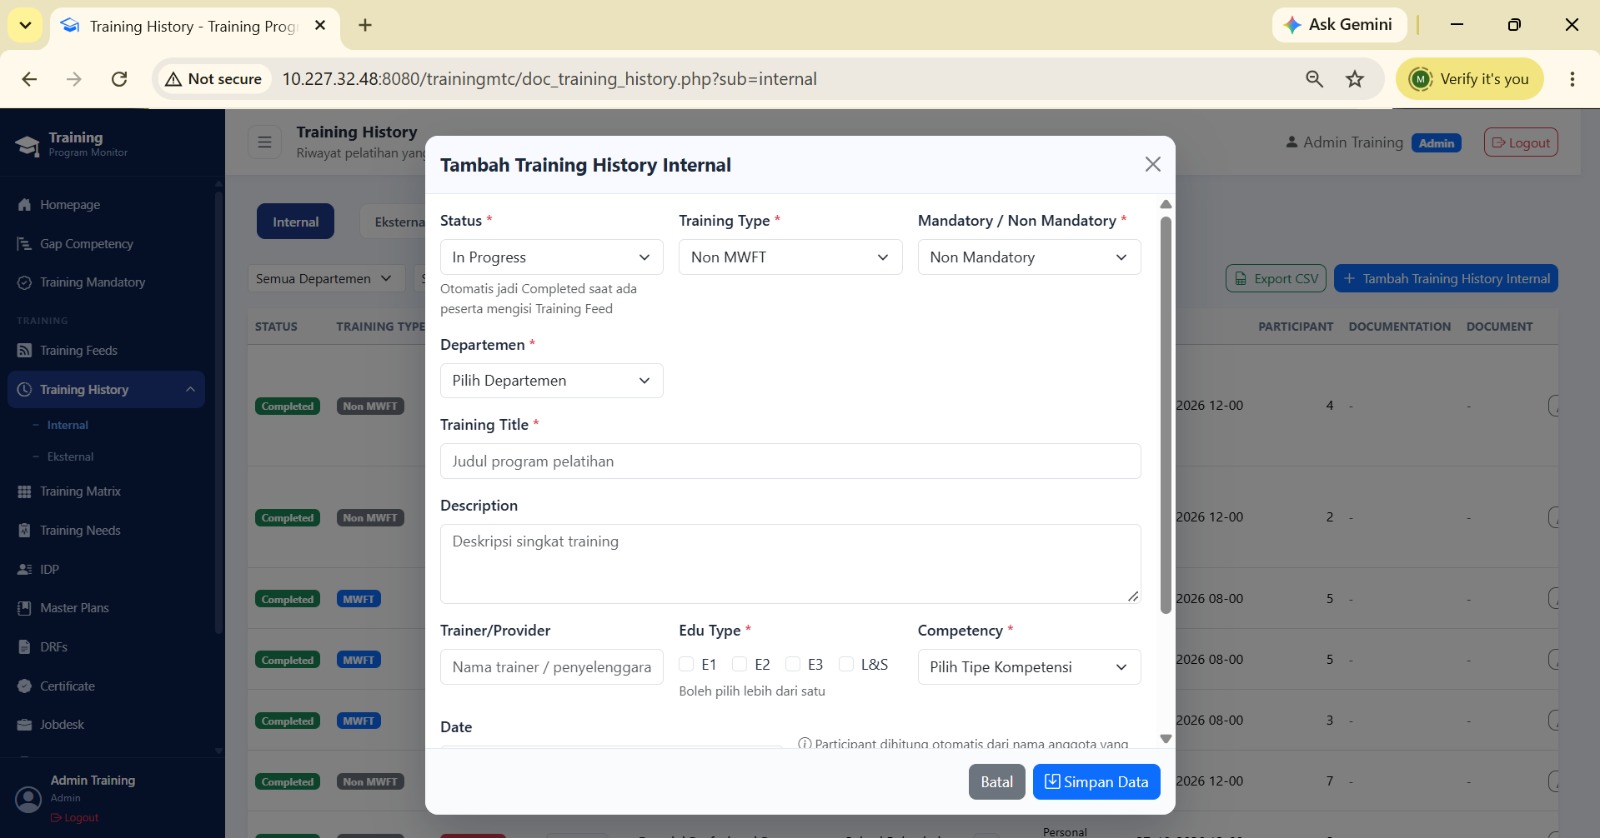 Training History - Training Prog
Ask Gemini
Not secure
10.227.32.48:8080/trainingmtc/doc_training_history.php?sub=internal
M
Verify it's you
Training
Program Monitor
Homepage
Gap Competency
Training Mandatory
TRAINING
Training Feeds
Training History
Internal
Eksternal
Training Matrix
Training Needs
IDP
Master Plans
DRFs
Certificate
Jobdesk
Admin Training
Admin
Logout
Training History
Riwayat pelatihan yang
Admin Training
Admin
Logout
Internal
Eksterna
Semua Departemen
Export CSV
+ Tambah Training History Internal
STATUS TRAINING TYPE PARTICIPANT DOCUMENTATION DOCUMENT
Completed Non MWFT 2026 12-00 4 - -
Completed Non MWFT 2026 12-00 2 - -
Completed MWFT 2026 08-00 5 - -
Completed MWFT 2026 08-00 5 - -
Completed MWFT 2026 08-00 3 - -
Completed Non MWFT 2026 12-00 7 - -
Personal
Tambah Training History Internal
Status * Training Type * Mandatory / Non Mandatory *
In Progress Non MWFT Non Mandatory
Otomatis jadi Completed saat ada
peserta mengisi Training Feed
Departemen *
Pilih Departemen
Training Title *
Judul program pelatihan
Description
Deskripsi singkat training
Trainer/Provider Edu Type * Competency *
Nama trainer / penyelenggara E1 E2 E3 L&S Pilih Tipe Kompetensi
Boleh pilih lebih dari satu
Date
Participant dihitung otomatis dari nama anggota yang
Batal Simpan Data